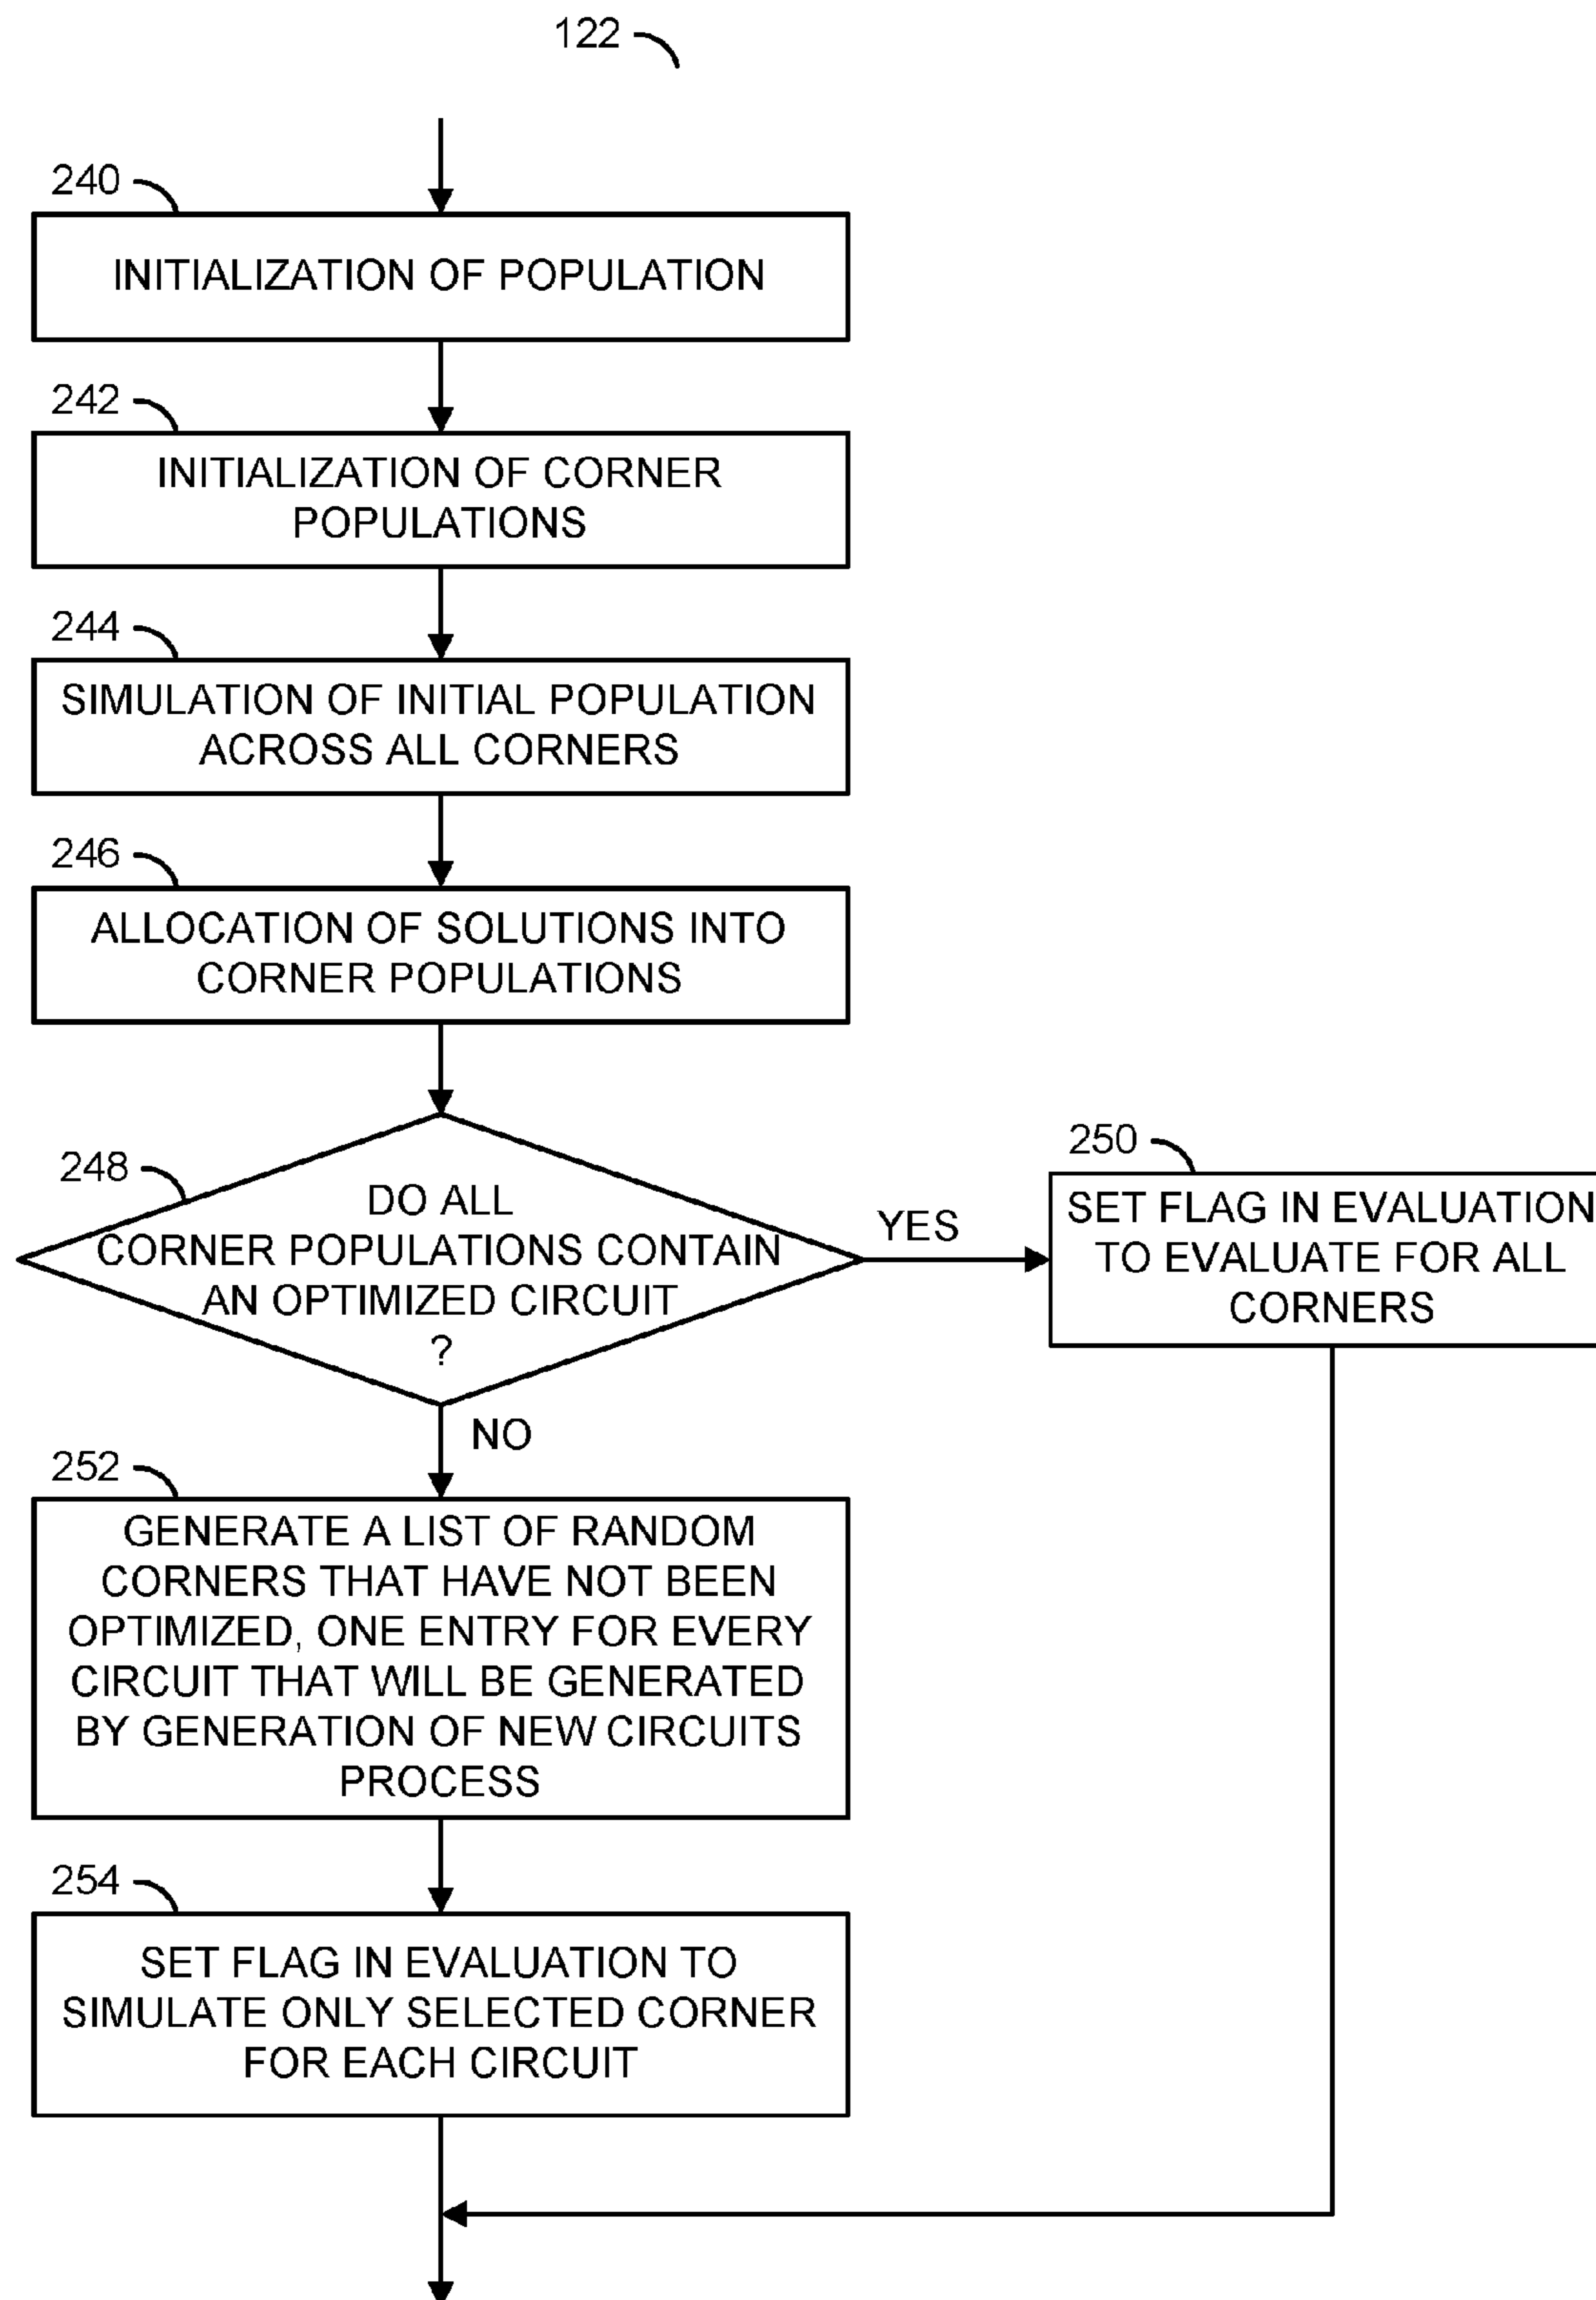 122
240
INITIALIZATION OF POPULATION
242
INITIALIZATION OF CORNER
POPULATIONS
244
SIMULATION OF INITIAL POPULATION
ACROSS ALL CORNERS
246
ALLOCATION OF SOLUTIONS INTO
CORNER POPULATIONS
248
DO ALL
CORNER POPULATIONS CONTAIN
AN OPTIMIZED CIRCUIT
?
YES
250
SET FLAG IN EVALUATION
TO EVALUATE FOR ALL
CORNERS
NO
252
GENERATE A LIST OF RANDOM
CORNERS THAT HAVE NOT BEEN
OPTIMIZED, ONE ENTRY FOR EVERY
CIRCUIT THAT WILL BE GENERATED
BY GENERATION OF NEW CIRCUITS
PROCESS
254
SET FLAG IN EVALUATION TO
SIMULATE ONLY SELECTED CORNER
FOR EACH CIRCUIT